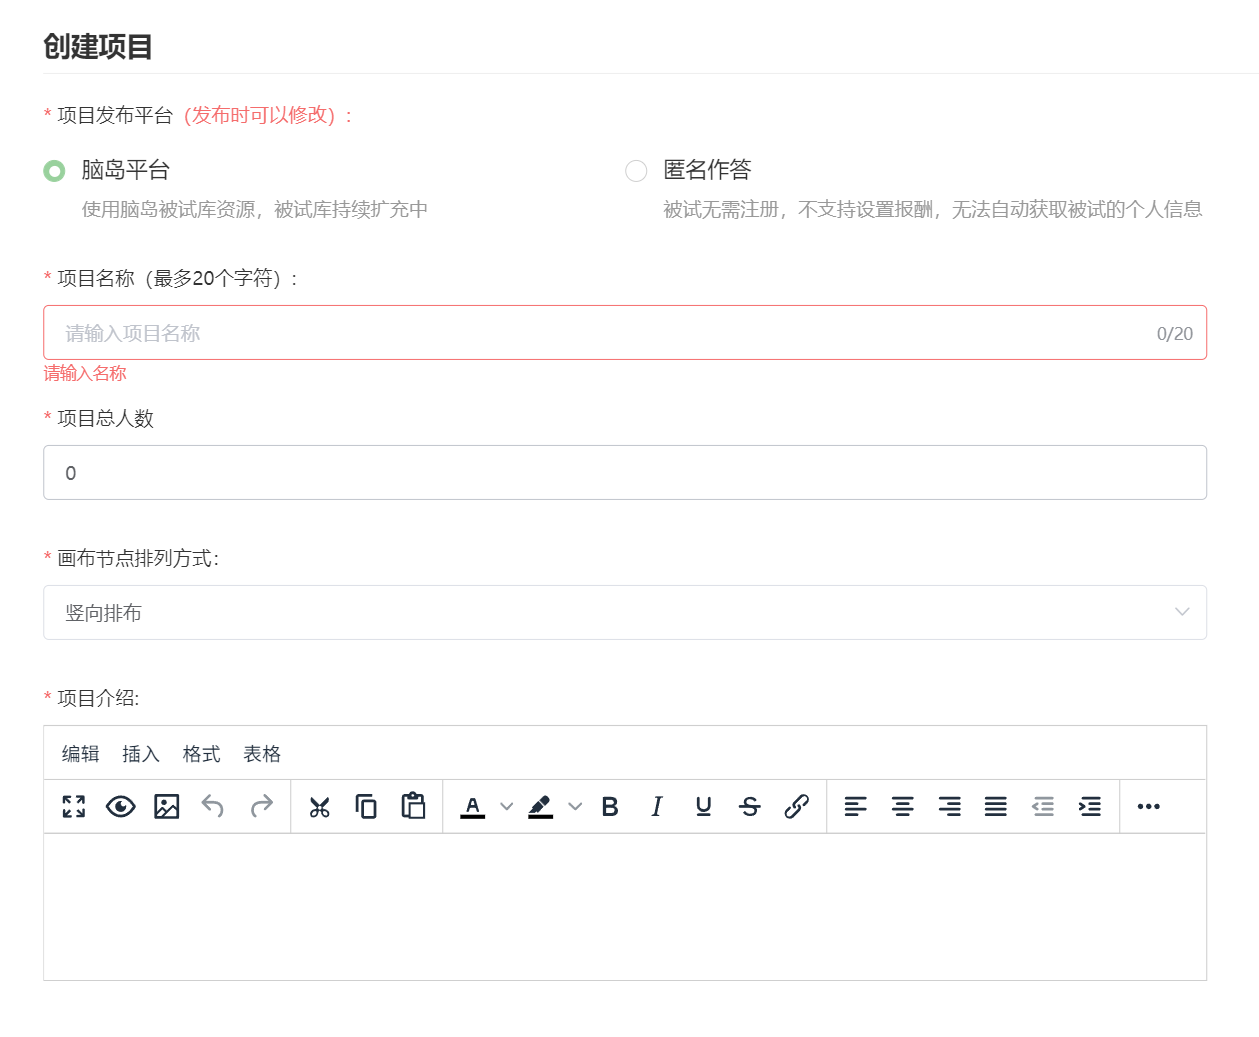 创建项目
* 项目发布平台（发布时可以修改）：
脑岛平台
使用脑岛被试库资源，被试库持续扩充中
匿名作答
被试无需注册，不支持设置报酬，无法自动获取被试的个人信息
* 项目名称（最多20个字符）：
请输入项目名称 0/20
请输入名称
* 项目总人数
0
* 画布节点排列方式：
竖向排布
* 项目介绍:
编辑 插入 格式 表格
A B I U S